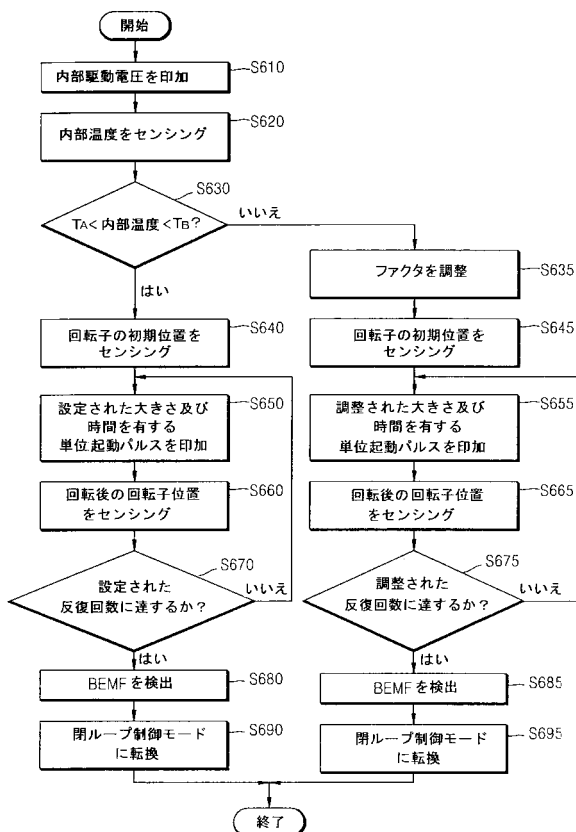 開始
内部駆動電圧を印加
S610
内部温度をセンシング
S620
TA<内部温度<TB?
S630
いいえ
はい
ファクタを調整
S635
回転子の初期位置を
センシング
S640
回転子の初期位置を
センシング
S645
設定された大きさ及び
時間を有する
単位起動パルスを印加
S650
調整された大きさ及び
時間を有する
単位起動パルスを印加
S655
回転後の回転子位置
をセンシング
S660
回転後の回転子位置
をセンシング
S665
設定された
反復回数に達するか?
S670
いいえ
はい
調整された
反復回数に達するか?
S675
いいえ
はい
BEMFを検出
S680
BEMFを検出
S685
閉ループ制御モード
に転換
S690
閉ループ制御モード
に転換
S695
終了